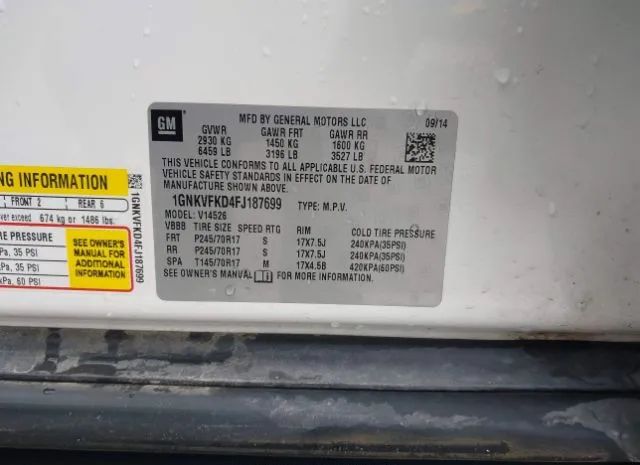 GM
MFD BY GENERAL MOTORS LLC 09/14
GVWR GAWR FRT GAWR RR
2930 KG 1450 KG 1600 KG
6459 LB 3196 LB 3527 LB
THIS VEHICLE CONFORMS TO ALL APPLICABLE U.S. FEDERAL MOTOR
VEHICLE SAFETY STANDARDS IN EFFECT ON THE DATE OF
MANUFACTURE SHOWN ABOVE.
1GNKVFKD4FJ187699 TYPE: M.P.V.
V14526
VBBB TIRE SIZE SPEED RTG RIM COLD TIRE PRESSURE
FRT P245/70R17 S 17X7.5J 240KPA(35PSI)
RR P245/70R17 S 17X7.5J 240KPA(35PSI)
SPA T145/70R17 M 17X4.5B 420KPA(60PSI)
SEE OWNER'S MANUAL FOR MORE INFORMATION.
NG INFORMATION
FRONT 2 REAR 6
exceed 674 kg or 1486 lbs.
RE PRESSURE
kPa, 35 PSI
kPa, 35 PSI
kPa, 60 PSI
SEE OWNER'S
MANUAL FOR
ADDITIONAL
INFORMATION
1GNKVFKD4FJ187699